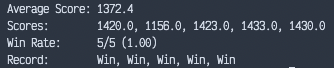 Average Score: 1372.4
Scores:        1420.0, 1156.0, 1423.0, 1433.0, 1430.0
Win Rate:      5/5 (1.00)
Record:        Win, Win, Win, Win, Win